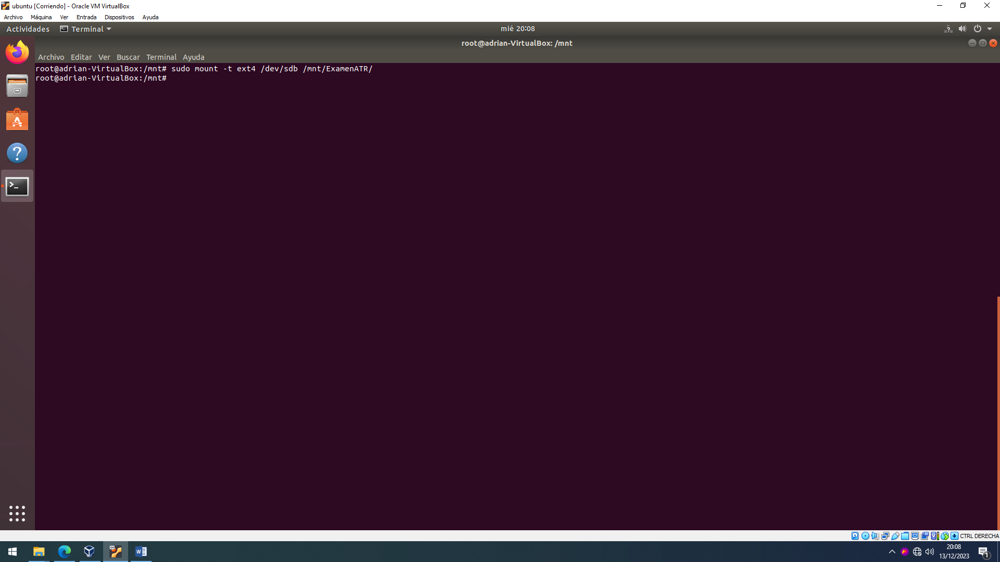 ubuntu [Corriendo] - Oracle VM VirtualBox
Archivo Máquina Ver Entrada Dispositivos Ayuda
Actividades Terminal mié 20:08
root@adrian-VirtualBox: /mnt
Archivo Editar Ver Buscar Terminal Ayuda
root@adrian-VirtualBox:/mnt# sudo mount -t ext4 /dev/sdb /mnt/ExamenATR/
root@adrian-VirtualBox:/mnt#
CTRL DERECHA
20:08
13/12/2023
1